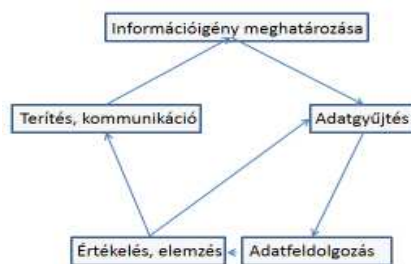 Információigény meghatározása
Terítés, kommunikáció
Adatgyűjtés
Értékelés, elemzés
Adatfeldolgozás